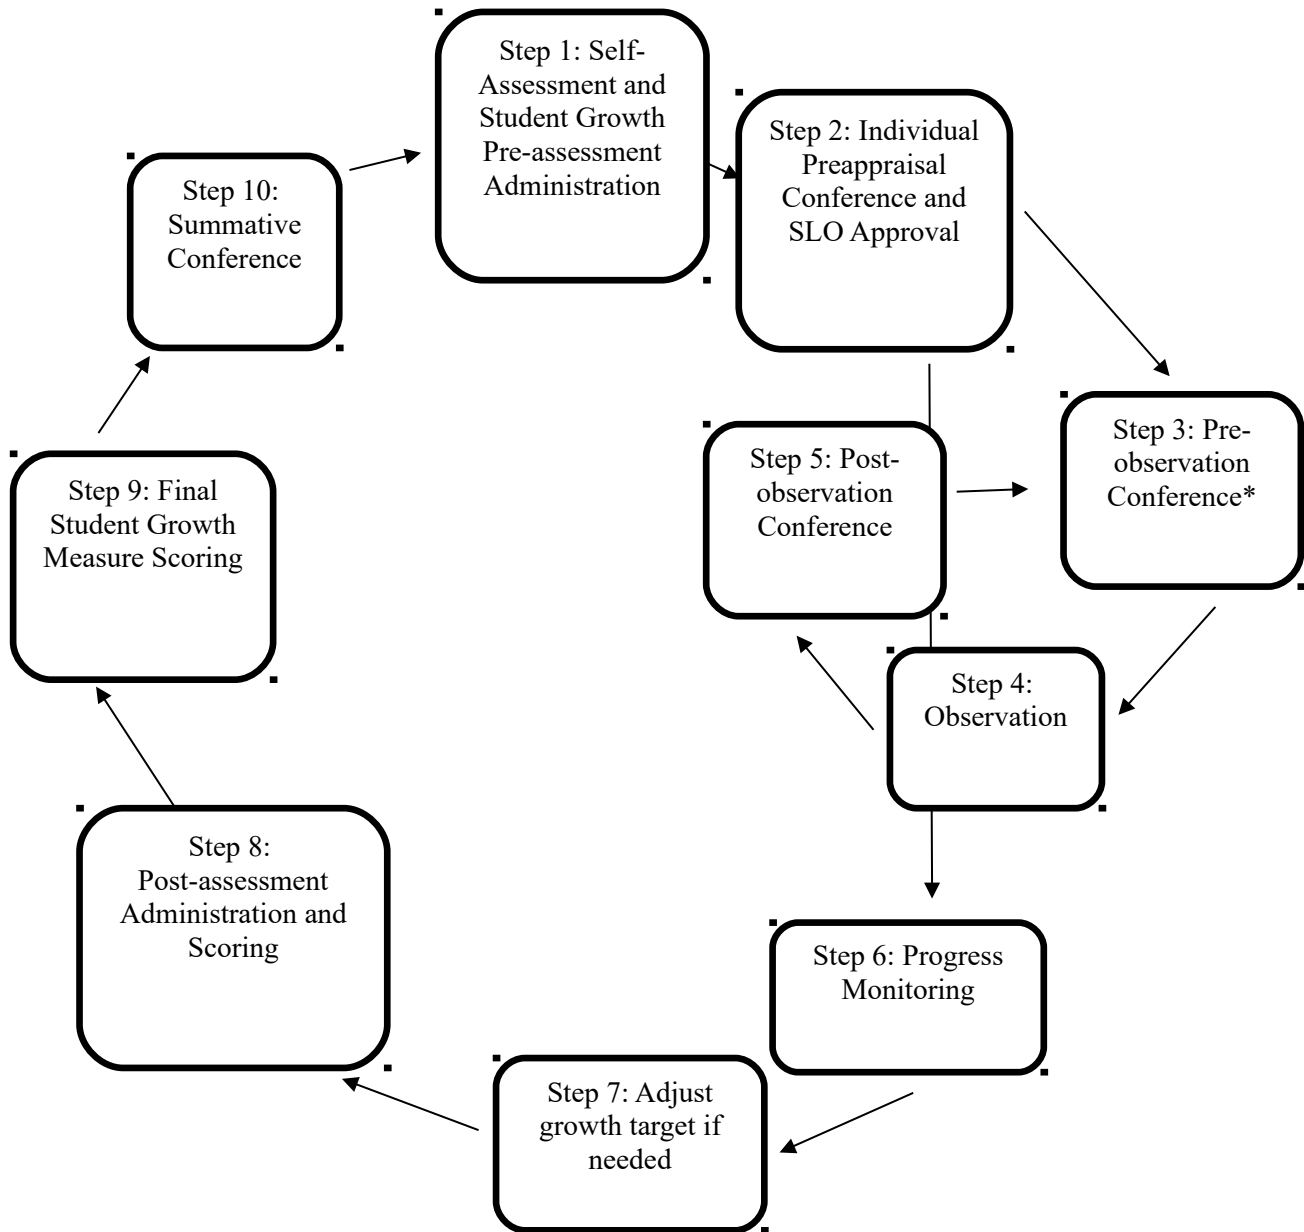 Step 1: Self-
Assessment and
Student Growth
Pre-assessment
Administration
Step 2: Individual
Preappraisal
Conference and
SLO Approval
Step 3: Pre-
observation
Conference*
Step 4:
Observation
Step 5: Post-
observation
Conference
Step 6: Progress
Monitoring
Step 7: Adjust
growth target if
needed
Step 8:
Post-assessment
Administration and
Scoring
Step 9: Final
Student Growth
Measure Scoring
Step 10:
Summative
Conference